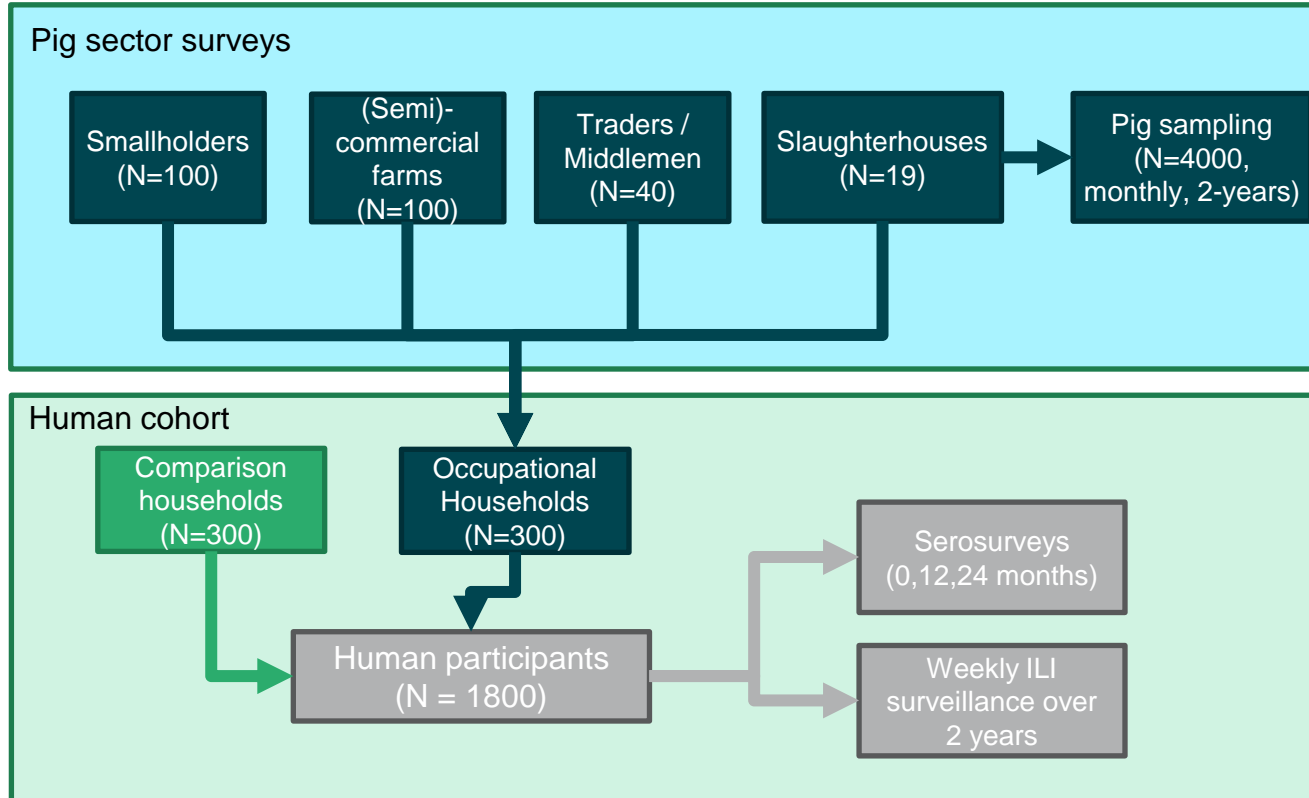 Pig sector surveys
Smallholders
(N=100)
(Semi)-
commercial
farms
(N=100)
Traders /
Middlemen
(N=40)
Slaughterhouses
(N=19)
Pig sampling
(N=4000,
monthly, 2-years)
Human cohort
Comparison
households
(N=300)
Occupational
Households
(N=300)
Human participants
(N = 1800)
Serosurveys
(0,12,24 months)
Weekly ILI
surveillance over
2 years